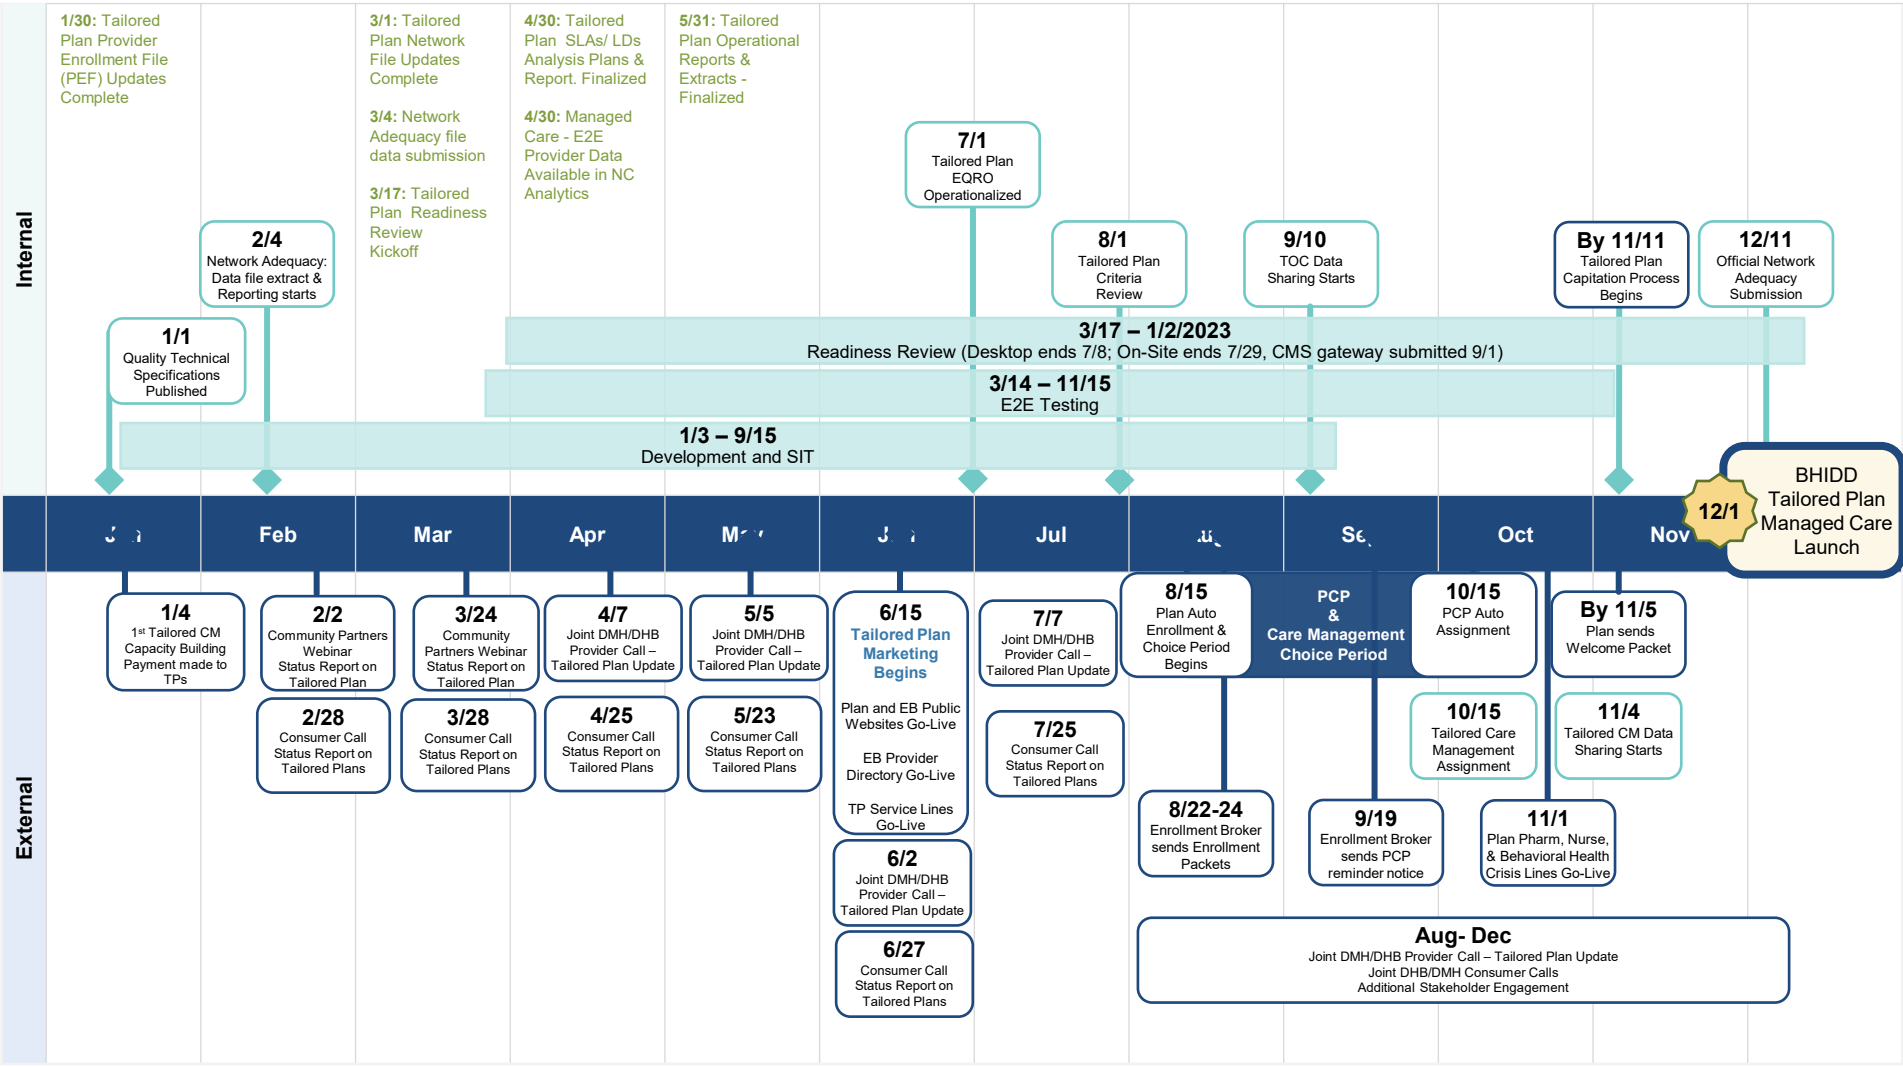 1/30: Tailored
Plan Provider
Enrollment File
(PEF) Updates
Complete
3/1: Tailored
Plan Network
File Updates
Complete
3/4: Network
Adequacy file
data submission
3/17: Tailored
Plan Readiness
Review
Kickoff
4/30: Tailored
Plan SLAs/ LDs
Analysis Plans &
Report. Finalized
4/30: Managed
Care - E2E
Provider Data
Available in NC
Analytics
5/31: Tailored
Plan Operational
Reports &
Extracts -
Finalized
Internal
1/1
Quality Technical
Specifications
Published
2/4
Network Adequacy:
Data file extract &
Reporting starts
7/1
Tailored Plan
EQRO
Operationalized
8/1
Tailored Plan
Criteria
Review
9/10
TOC Data
Sharing Starts
By 11/11
Tailored Plan
Capitation Process
Begins
12/11
Official Network
Adequacy
Submission
3/17 – 1/2/2023
Readiness Review (Desktop ends 7/8; On-Site ends 7/29, CMS gateway submitted 9/1)
3/14 – 11/15
E2E Testing
1/3 – 9/15
Development and SIT
Feb
Mar
Apr
Jul
Oct
Nov
12/1
BHIDD
Tailored Plan
Managed Care
Launch
External
1/4
1st Tailored CM
Capacity Building
Payment made to
TPs
2/2
Community Partners
Webinar
Status Report on
Tailored Plan
2/28
Consumer Call
Status Report on
Tailored Plans
3/24
Community
Partners Webinar
Status Report on
Tailored Plan
3/28
Consumer Call
Status Report on
Tailored Plans
4/7
Joint DMH/DHB
Provider Call –
Tailored Plan Update
4/25
Consumer Call
Status Report on
Tailored Plans
5/5
Joint DMH/DHB
Provider Call –
Tailored Plan Update
5/23
Consumer Call
Status Report on
Tailored Plans
6/15
Tailored Plan
Marketing
Begins
Plan and EB Public
Websites Go-Live
EB Provider
Directory Go-Live
TP Service Lines
Go-Live
6/2
Joint DMH/DHB
Provider Call –
Tailored Plan Update
6/27
Consumer Call
Status Report on
Tailored Plans
7/7
Joint DMH/DHB
Provider Call –
Tailored Plan Update
7/25
Consumer Call
Status Report on
Tailored Plans
8/15
Plan Auto
Enrollment &
Choice Period
Begins
PCP
&
Care Management
Choice Period
10/15
PCP Auto
Assignment
By 11/5
Plan sends
Welcome Packet
10/15
Tailored Care
Management
Assignment
11/4
Tailored CM Data
Sharing Starts
8/22-24
Enrollment Broker
sends Enrollment
Packets
9/19
Enrollment Broker
sends PCP
reminder notice
11/1
Plan Pharm, Nurse,
& Behavioral Health
Crisis Lines Go-Live
Aug- Dec
Joint DMH/DHB Provider Call – Tailored Plan Update
Joint DHB/DMH Consumer Calls
Additional Stakeholder Engagement